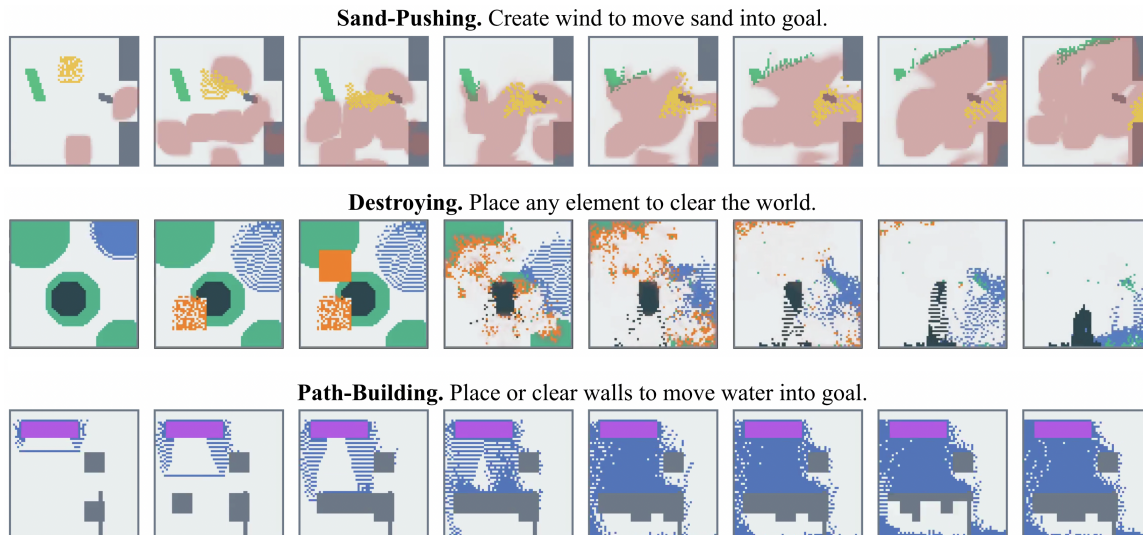 Sand-Pushing. Create wind to move sand into goal.
Destroying. Place any element to clear the world.
Path-Building. Place or clear walls to move water into goal.